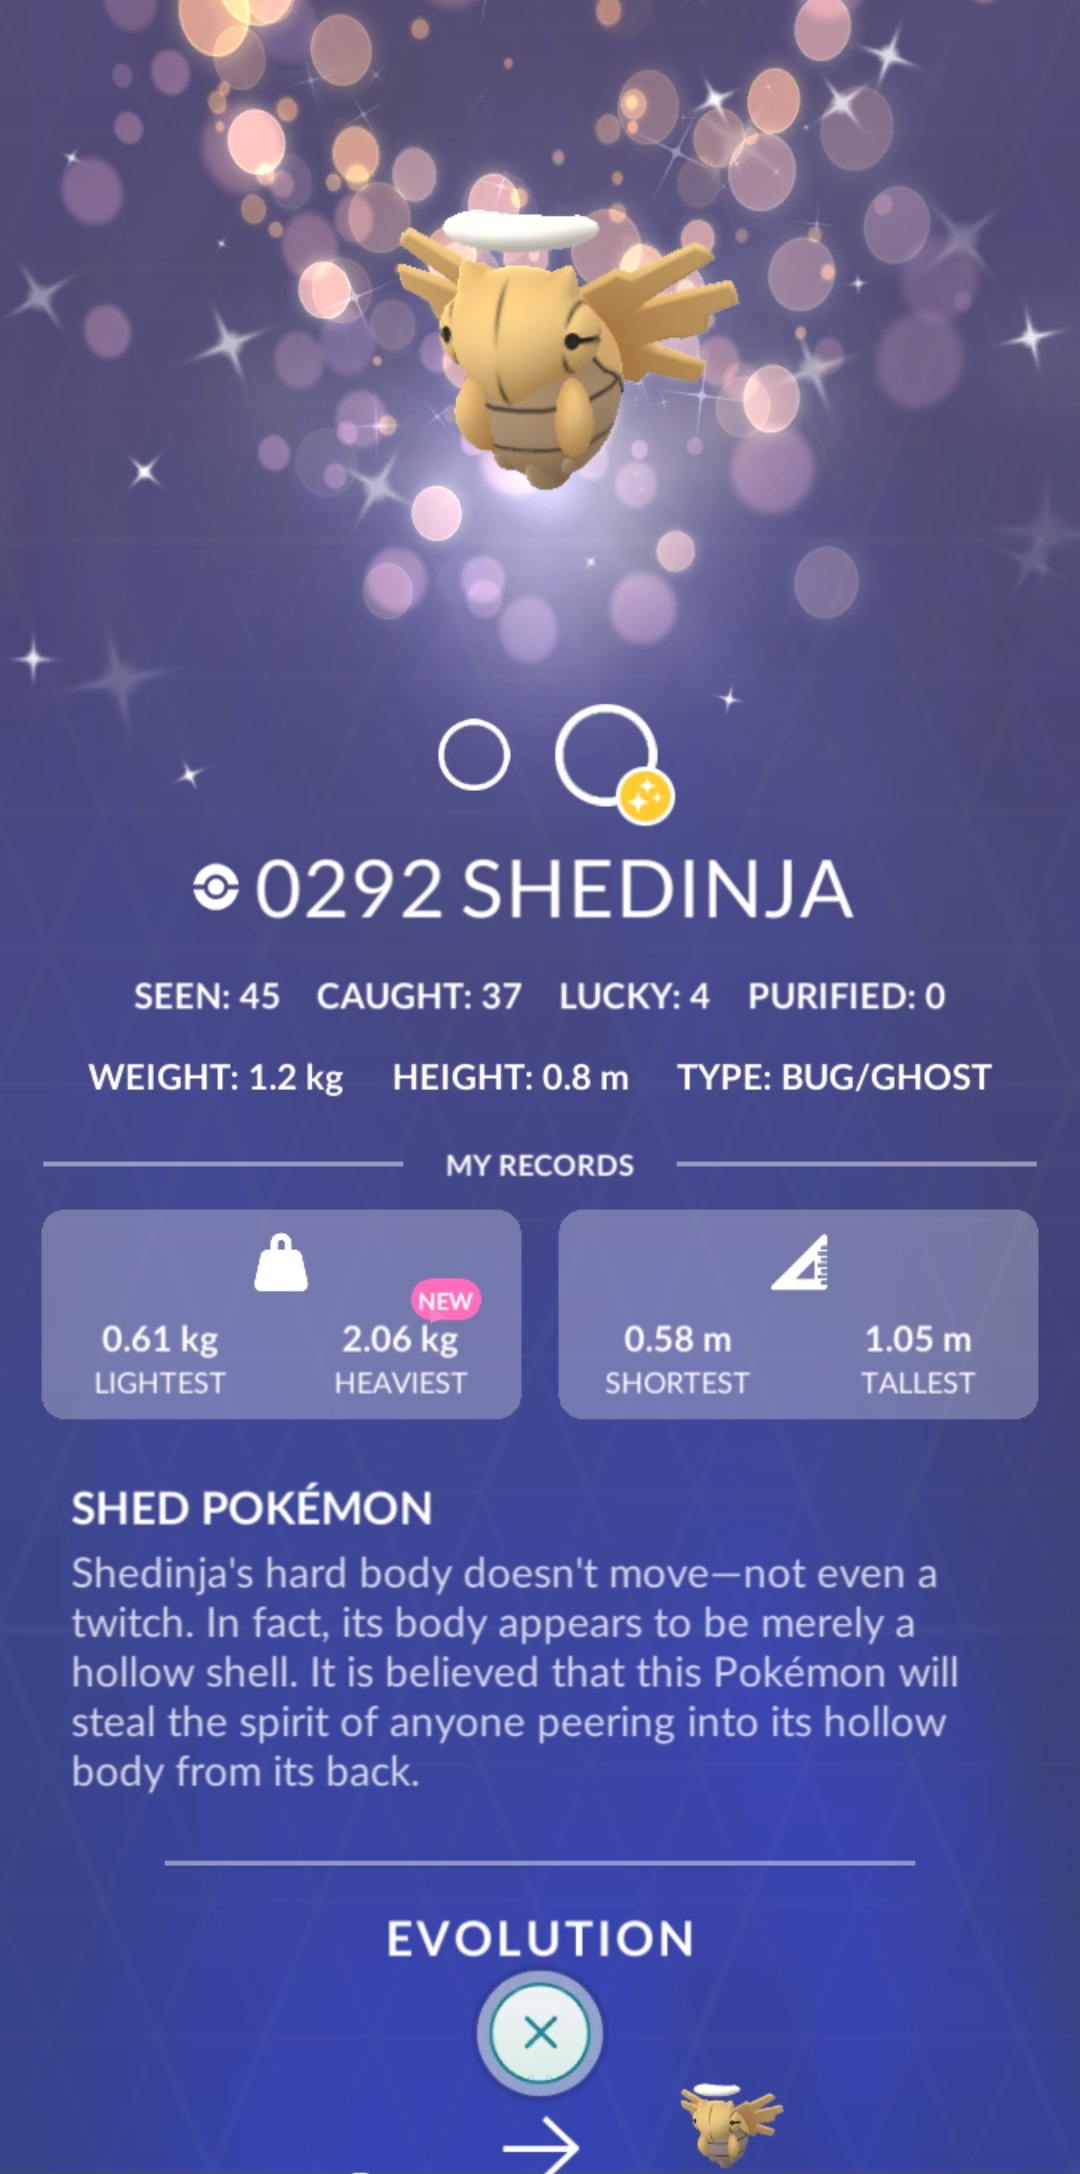 0292 SHEDINJA
SEEN: 45 CAUGHT: 37 LUCKY: 4 PURIFIED: 0
WEIGHT: 1.2 kg HEIGHT: 0.8 m TYPE: BUG/GHOST
MY RECORDS
NEW
0.61 kg 2.06 kg 0.58 m 1.05 m
LIGHTEST HEAVIEST SHORTEST TALLEST
SHED POKÉMON
Shedinja's hard body doesn't move—not even a
twitch. In fact, its body appears to be merely a
hollow shell. It is believed that this Pokémon will
steal the spirit of anyone peering into its hollow
body from its back.
EVOLUTION